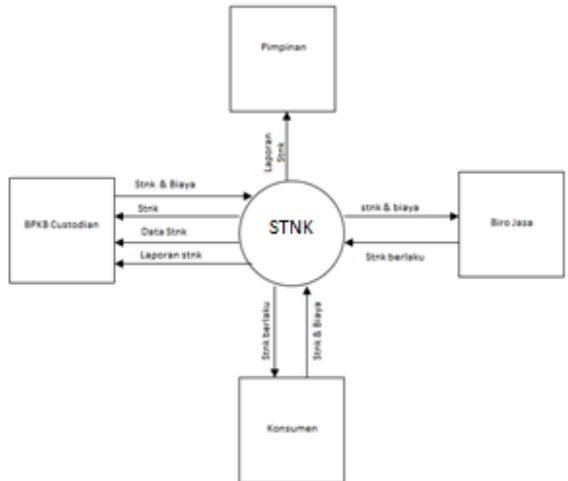 Pimpinan
Laporan
Stnk
Stnk & Biaya
Stnk
Data Stnk
Laporan stnk
BPKB Custodian
STNK
stnk & biaya
Stnk berlaku
Biro Jasa
Stnk berlaku
Stnk & Biaya
Konsumen